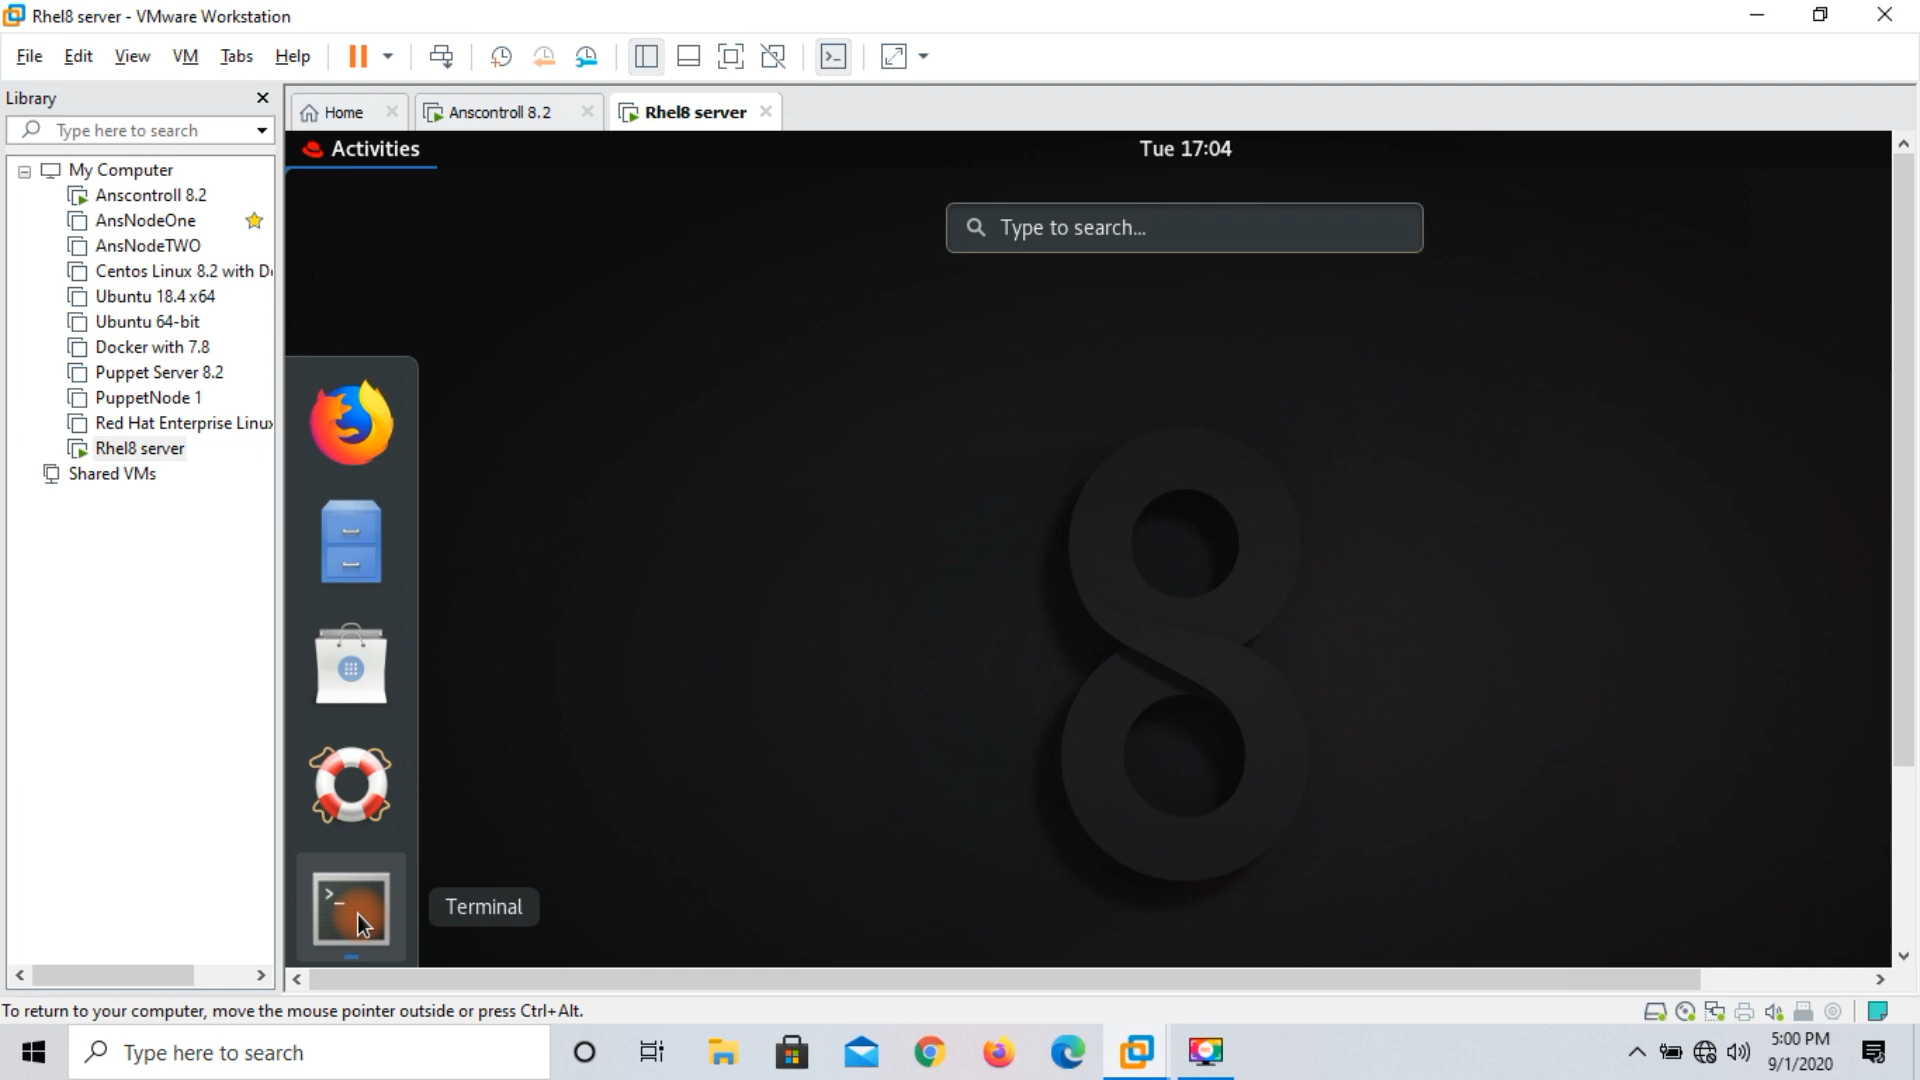 Rhel8 server - VMware Workstation
File Edit View VM Tabs Help
Library
Type here to search
My Computer
Anscontroll 8.2
AnsNodeOne
AnsNodeTWO
Centos Linux 8.2 with D
Ubuntu 18.4 x64
Ubuntu 64-bit
Docker with 7.8
Puppet Server 8.2
PuppetNode 1
Red Hat Enterprise Linux
Rhel8 server
Shared VMs
Home Anscontroll 8.2 Rhel8 server
Activities Tue 17:04
Type to search...
8
Terminal
To return to your computer, move the mouse pointer outside or press Ctrl+Alt.
Type here to search
5:00 PM
9/1/2020